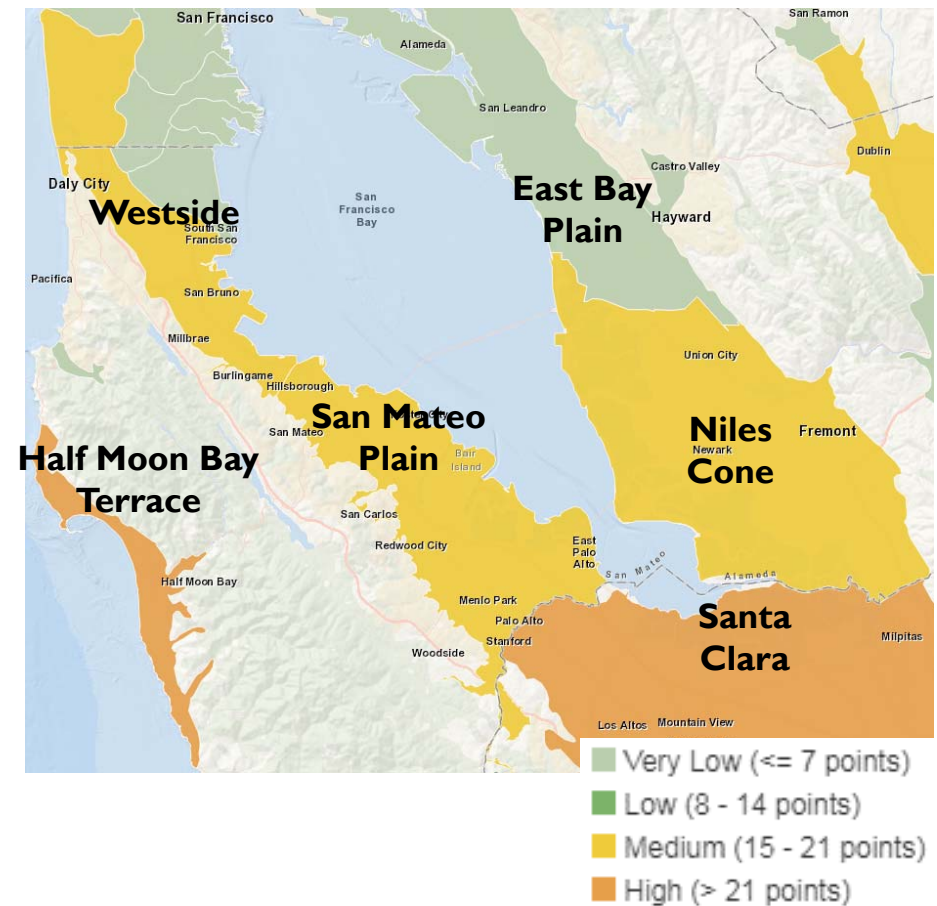 San Francisco
San Ramon
Alameda
San Leandro
Dublin
Castro Valley
Daly City
East Bay
Plain
Westside
San
Francisco
Bay
Hayward
South San
Francisco
Pacifica
San Bruno
Millbrae
Union City
Burlingame
Hillsborough
San Mateo
Plain
San Mateo
Niles
Cone
Fremont
Newark
Bair
Island
Half Moon Bay
Terrace
San Carlos
Redwood City
East
Palo
Alto
San Mateo
Alameda
Half Moon Bay
Menlo Park
Palo Alto
Santa
Clara
Stanford
Milpitas
Woodside
Los Altos
Mountain View
Very Low (<= 7 points)
Low (8 - 14 points)
Medium (15 - 21 points)
High (> 21 points)